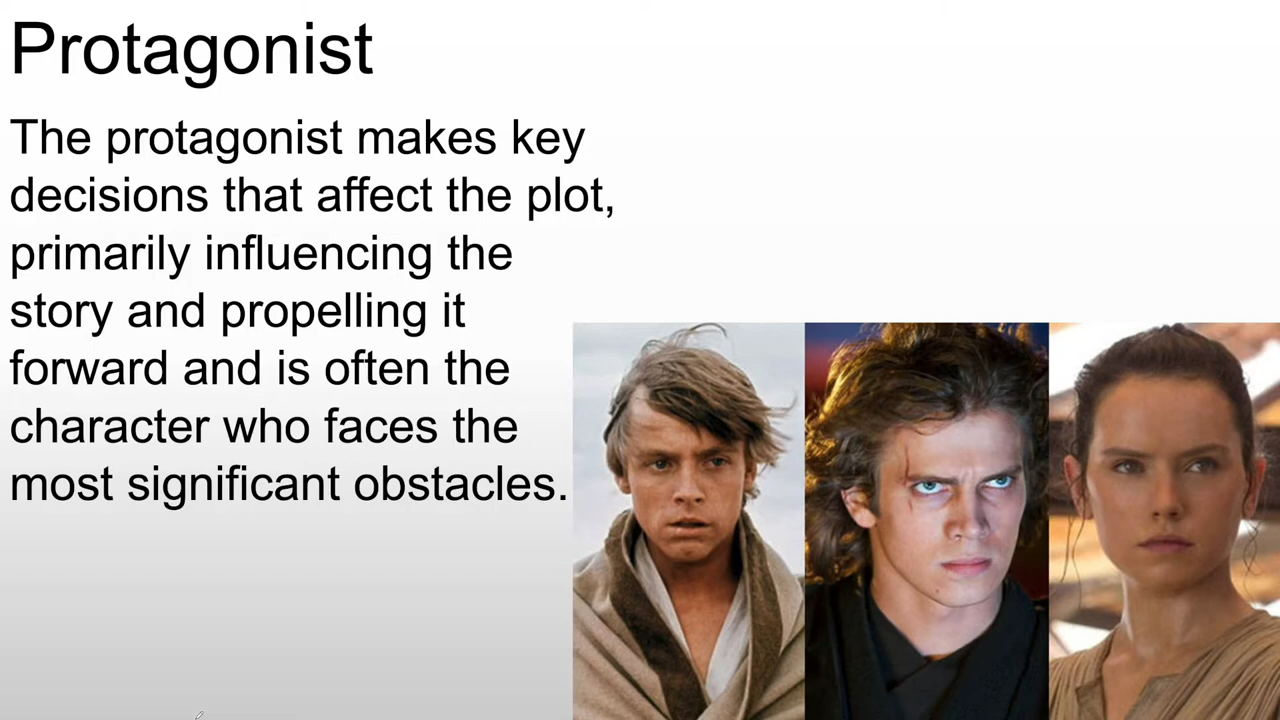 Protagonist
The protagonist makes key
decisions that affect the plot,
primarily influencing the
story and propelling it
forward and is often the
character who faces the
most significant obstacles.